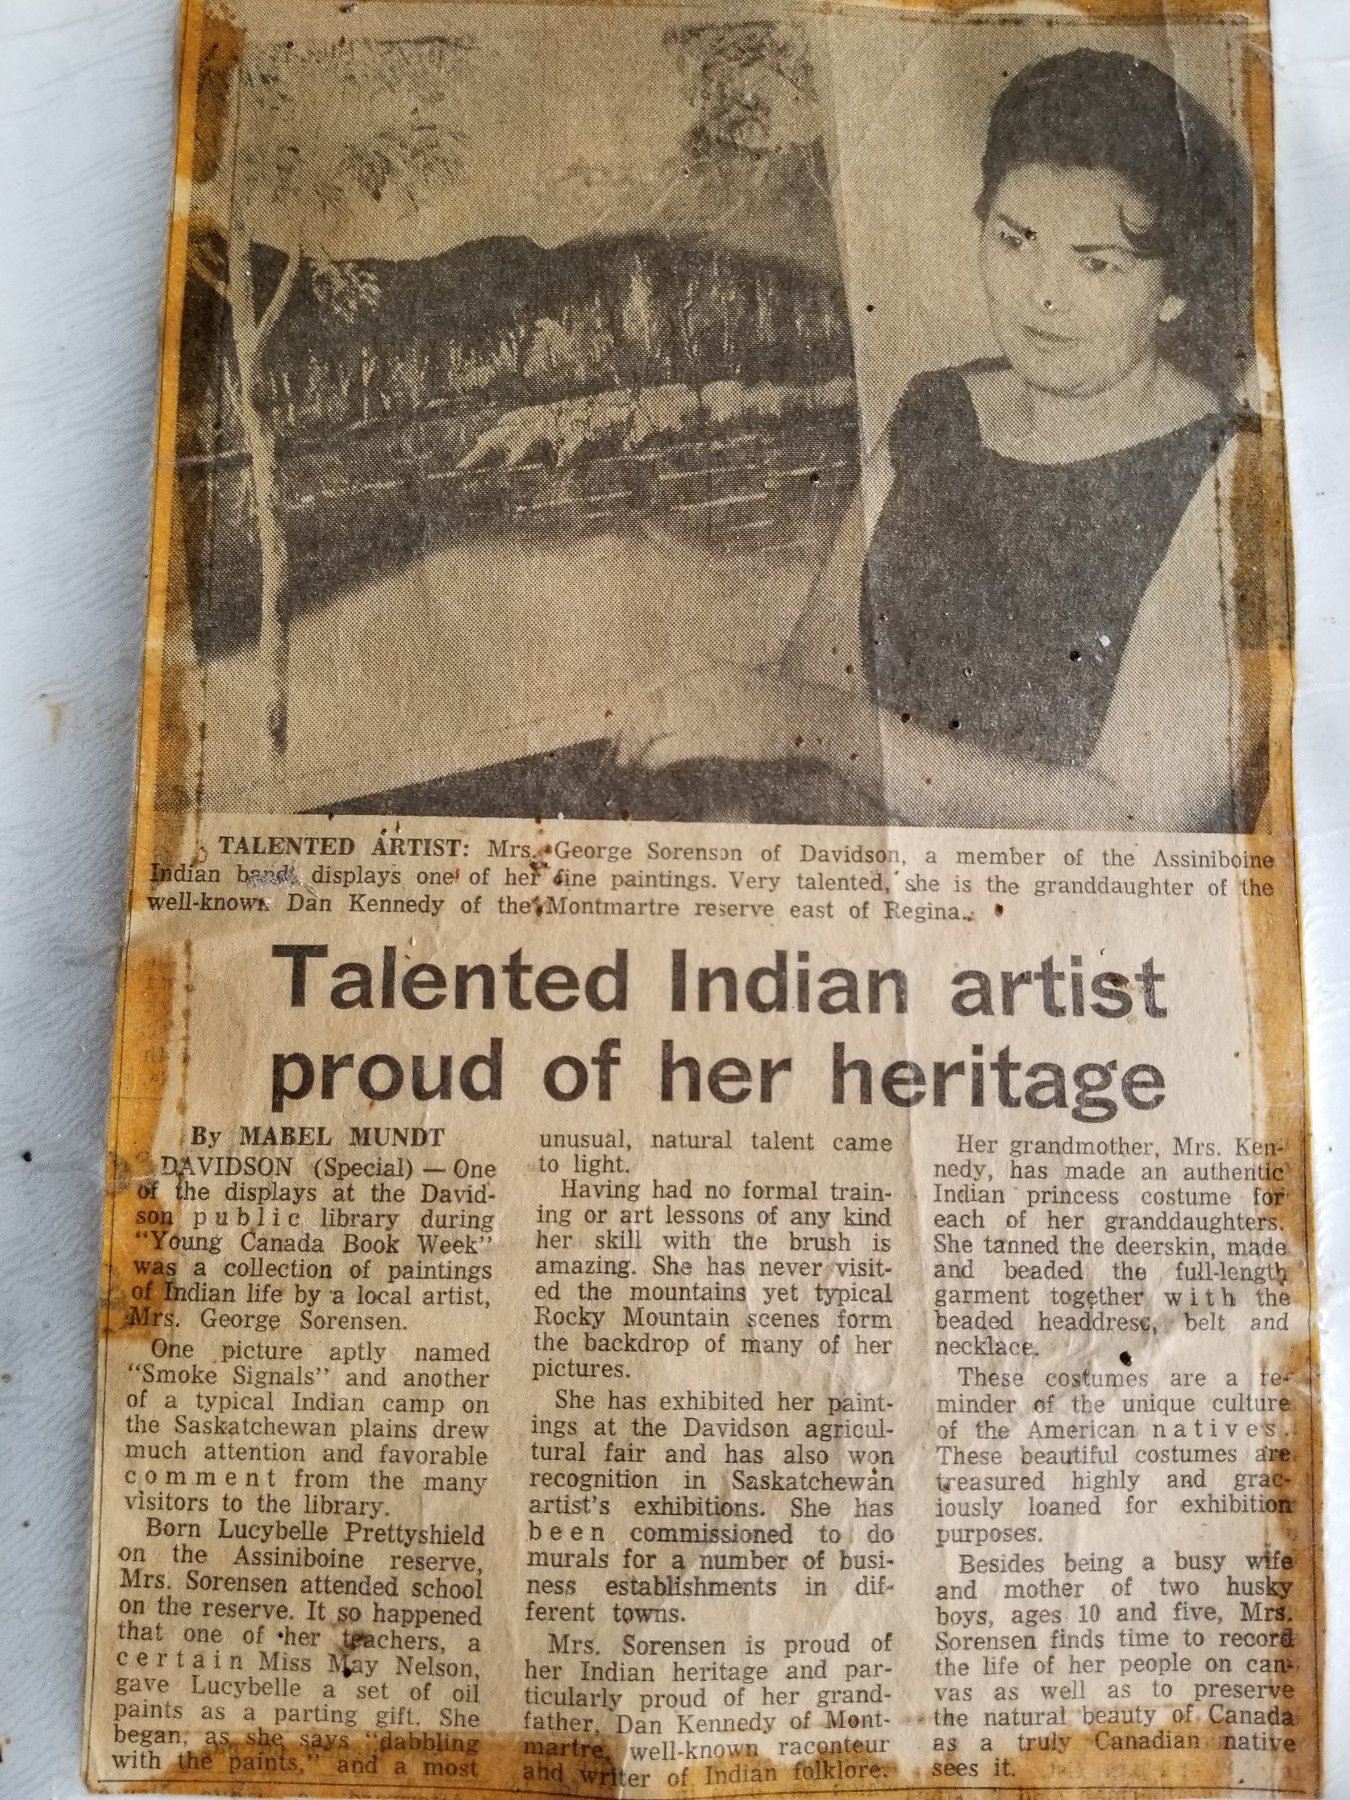 TALENTED ARTIST: Mrs. George Sorenson of Davidson, a member of the Assiniboine
Indian band displays one of her fine paintings. Very talented, she is the granddaughter of the
well-known Dan Kennedy of the Montmartre reserve east of Regina.
Talented Indian artist
proud of her heritage
By MABEL MUNDT
DAVIDSON (Special) — One
of the displays at the David-
son public library during
"Young Canada Book Week"
was a collection of paintings
of Indian life by a local artist,
Mrs. George Sorensen.
One picture aptly named
"Smoke Signals" and another
of a typical Indian camp on
the Saskatchewan plains drew
much attention and favorable
comment from the many
visitors to the library.
Born Lucybelle Prettyshield
on the Assiniboine reserve,
Mrs. Sorensen attended school
on the reserve. It so happened
that one of her teachers, a
certain Miss May Nelson,
gave Lucybelle a set of oil
paints as a parting gift. She
began, as she says "dabbling
with the paints," and a most
unusual, natural talent came
to light.
Having had no formal train-
ing or art lessons of any kind
her skill with the brush is
amazing. She has never visit-
ed the mountains yet typical
Rocky Mountain scenes form
the backdrop of many of her
pictures.
She has exhibited her paint-
ings at the Davidson agricul-
tural fair and has also won
recognition in Saskatchewan
artist's exhibitions. She has
been commissioned to do
murals for a number of busi-
ness establishments in dif-
ferent towns.
Mrs. Sorensen is proud of
her Indian heritage and par-
ticularly proud of her grand-
father, Dan Kennedy of Mont-
martre, well-known raconteur
and writer of Indian folklore.
Her grandmother, Mrs. Ken-
nedy, has made an authentic
Indian princess costume for
each of her granddaughters.
She tanned the deerskin, made
and beaded the full-length
garment together with the
beaded headdress, belt and
necklace.
These costumes are a re-
minder of the unique culture
of the American natives.
These beautiful costumes are
treasured highly and grac-
iously loaned for exhibition
purposes.
Besides being a busy wife
and mother of two husky
boys, ages 10 and five, Mrs.
Sorensen finds time to record
the life of her people on can-
vas as well as to preserve
the natural beauty of Canada
as a truly Canadian native
sees it.